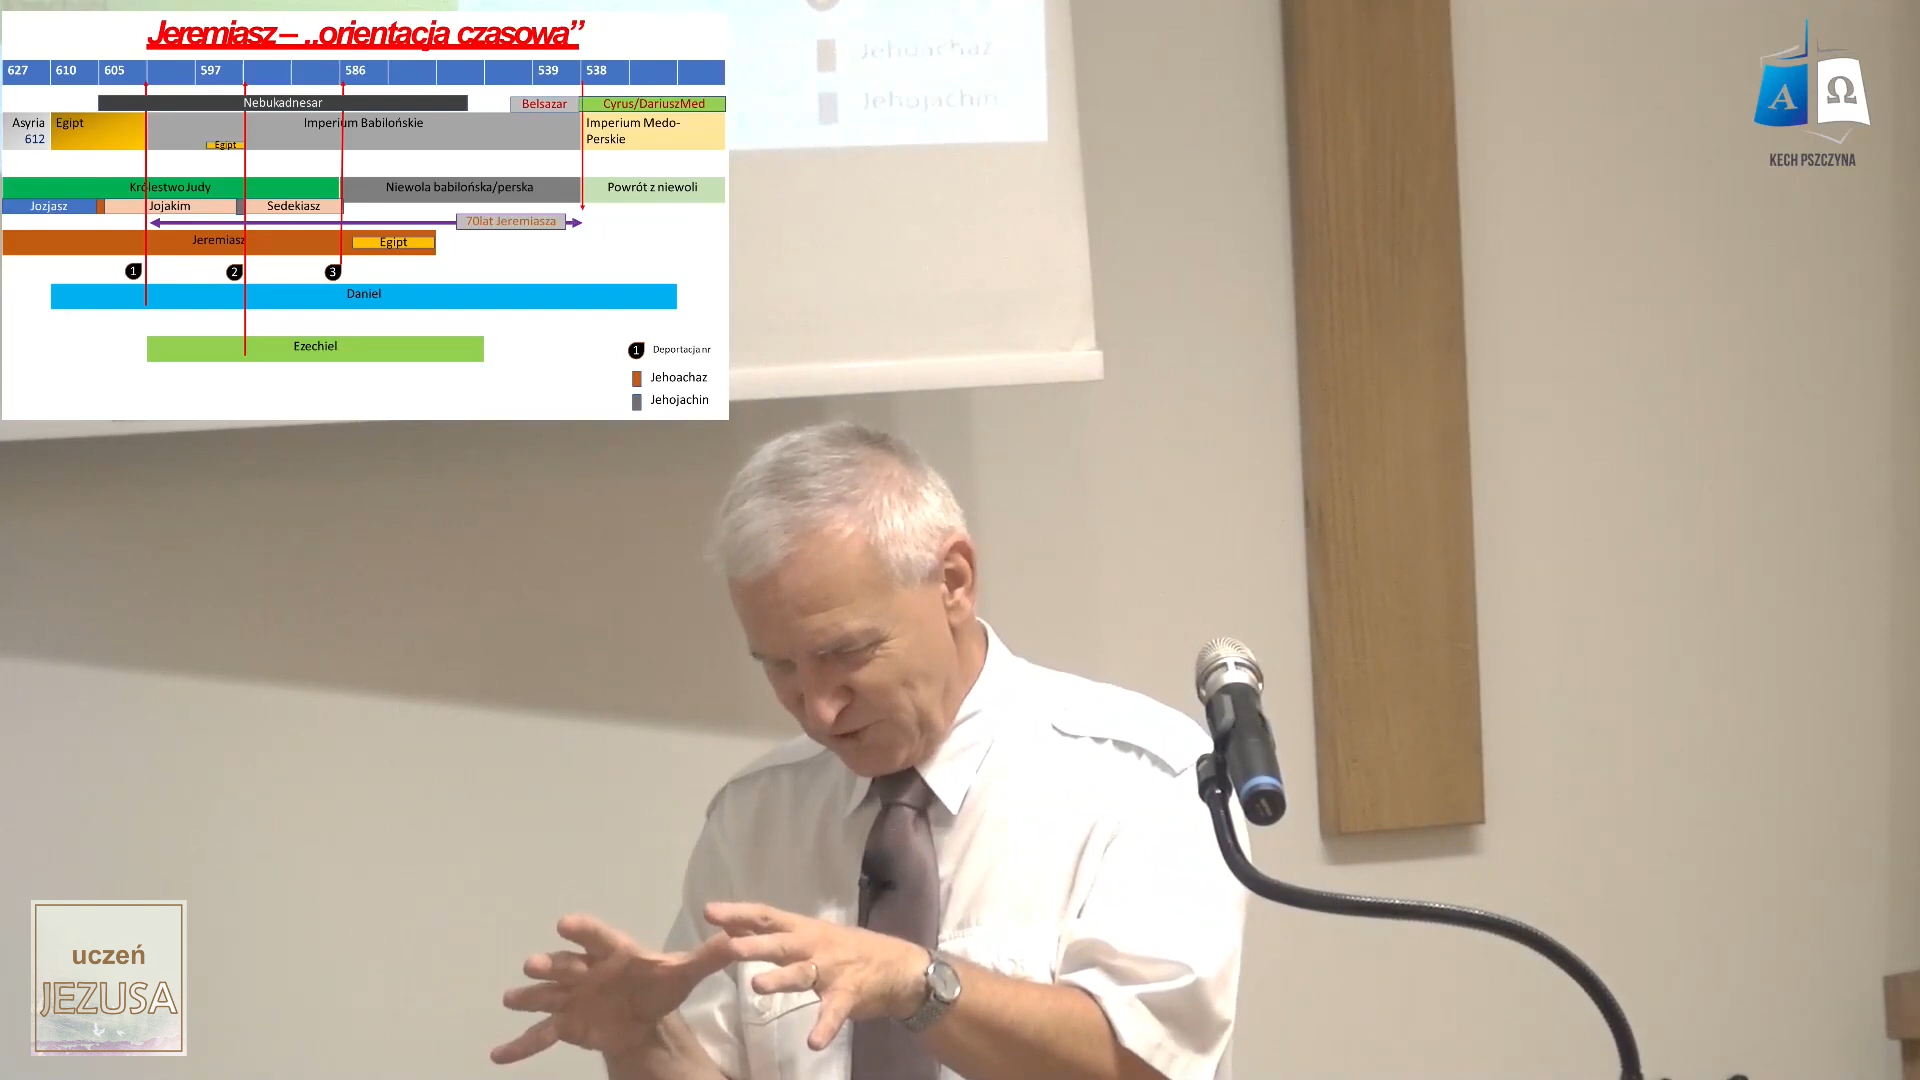 Jeremiasz – „orientacja czasowa”
627 610 605 597 586 539 538
Nebukadnesar Belsazar Cyrus/DariuszMed
Asyria
612
Egipt
Imperium Babilońskie
Egipt
Imperium Medo-
Perskie
Królestwo Judy Niewola babilońska/perska Powrót z niewoli
Jozjasz Jojakim Sedekiasz
70lat Jeremiasza
Jeremiasz Egipt
1 2 3
Daniel
Ezechiel
1 Deportacja nr
Jehoachaz
Jehojachin
Jehoachaz
Jehojachin
A Ω
KECH PSZCZYNA
uczeń
JEZUSA